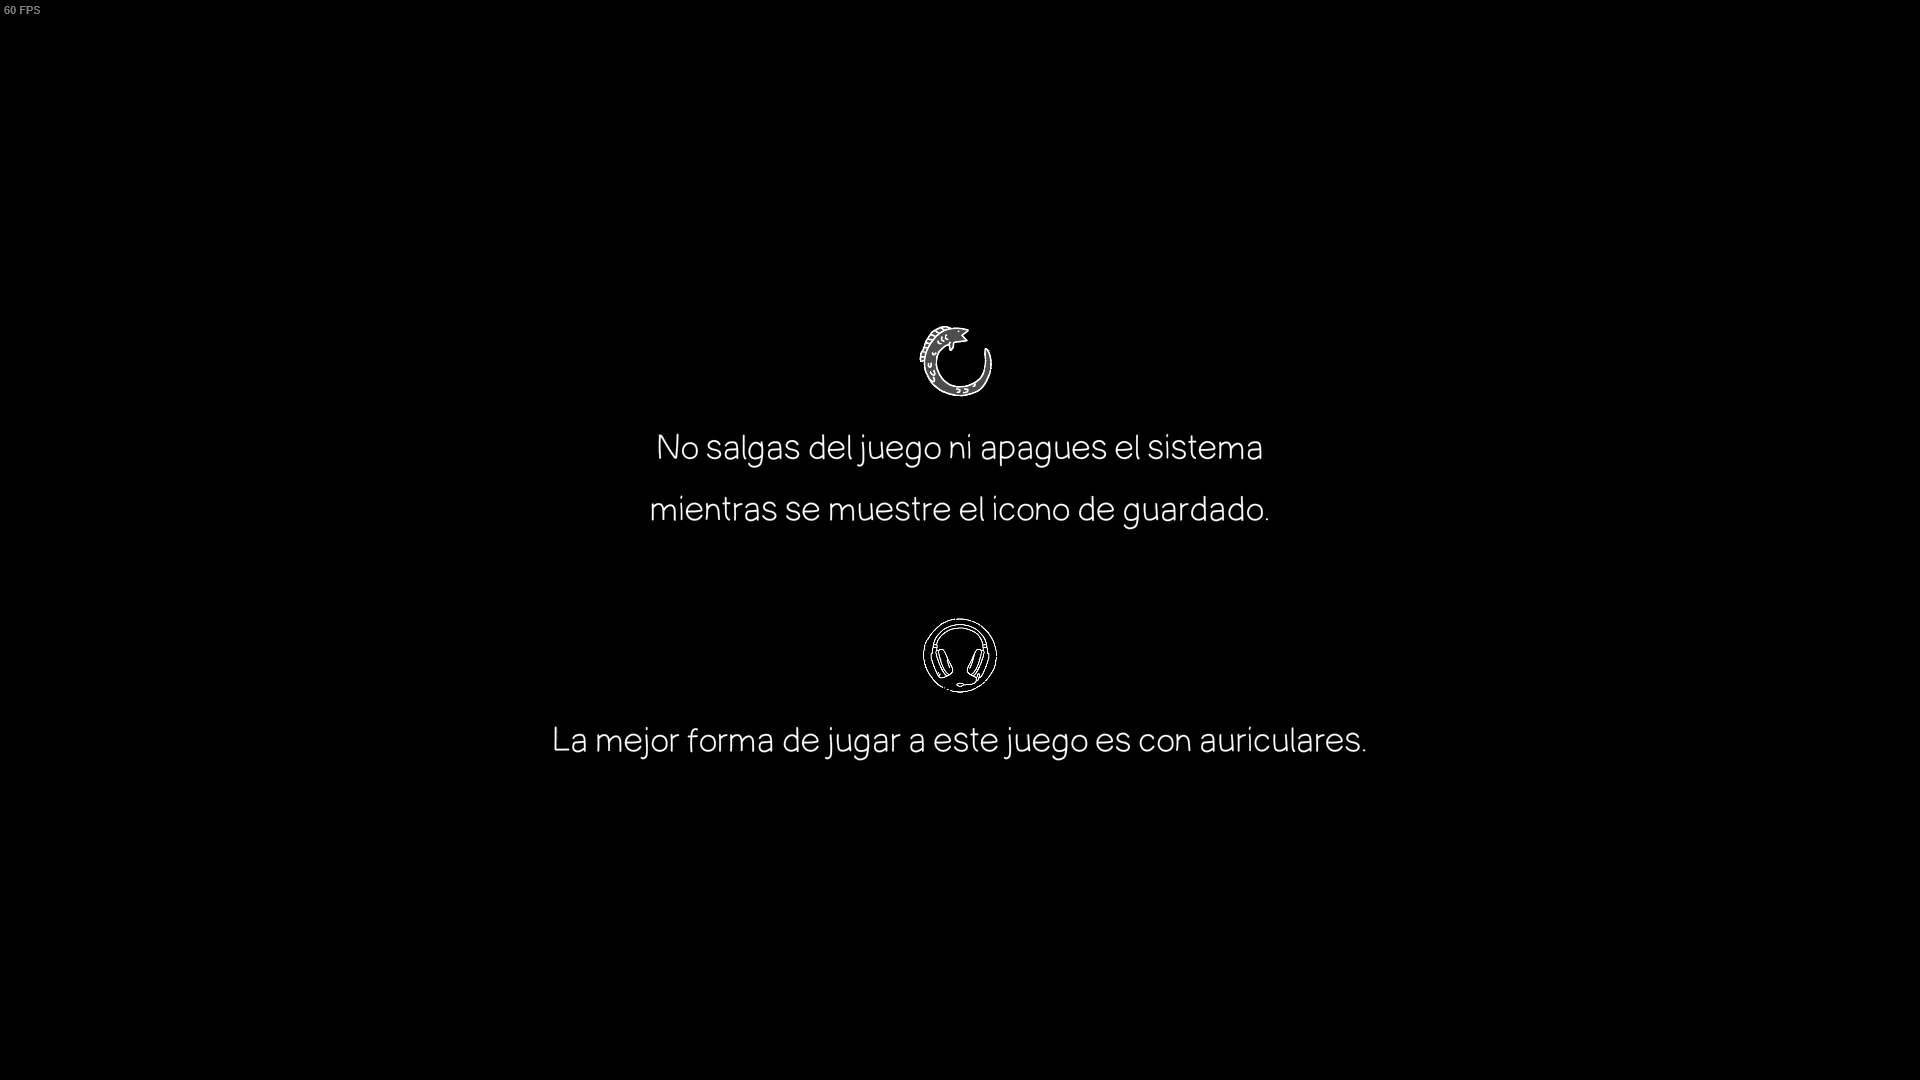 60 FPS
No salgas del juego ni apagues el sistema
mientras se muestre el icono de guardado.
La mejor forma de jugar a este juego es con auriculares.